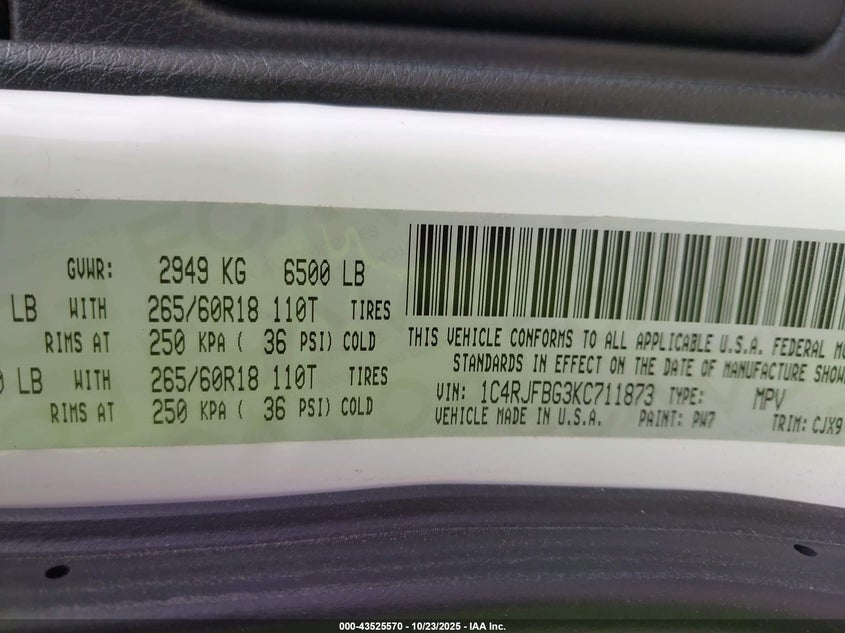 GVWR: 2949 KG 6500 LB
LB WITH 265/60R18 110T TIRES
RIMS AT 250 KPA ( 36 PSI) COLD
LB WITH 265/60R18 110T TIRES
RIMS AT 250 KPA ( 36 PSI) COLD
THIS VEHICLE CONFORMS TO ALL APPLICABLE U.S.A. FEDERAL MO
STANDARDS IN EFFECT ON THE DATE OF MANUFACTURE SHOW
VIN: 1C4RJFBG3KC711873 TYPE: MPV
VEHICLE MADE IN U.S.A. PAINT: PW7 TRIM: CJX9
000-43525570 - 10/23/2025 - IAA Inc.